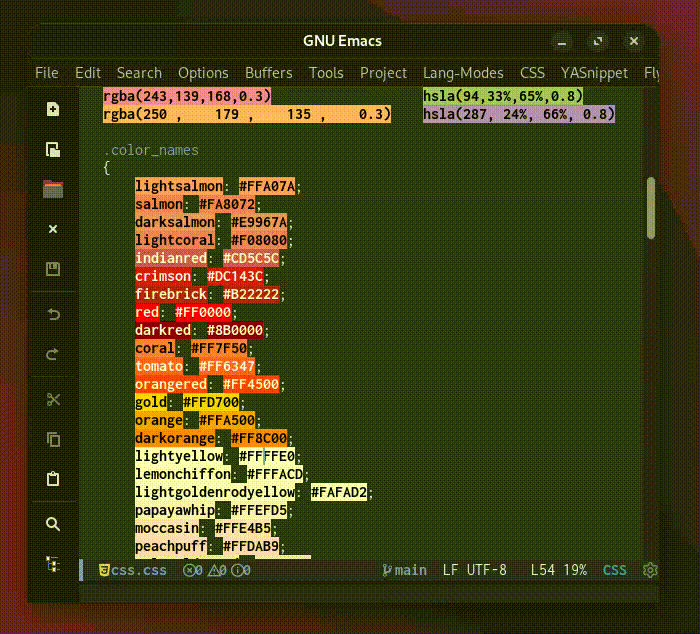 GNU Emacs
File Edit Search Options Buffers Tools Project Lang-Modes CSS YASnippet Fly
rgba(243,139,168,0.3) hsla(94,33%,65%,0.8)
rgba(250 , 179 , 135 , 0.3) hsla(287, 24%, 66%, 0.8)
.color_names
{
lightsalmon: #FFA07A;
salmon: #FA8072;
darksalmon: #E9967A;
lightcoral: #F08080;
indianred: #CD5C5C;
crimson: #DC143C;
firebrick: #B22222;
red: #FF0000;
darkred: #8B0000;
coral: #FF7F50;
tomato: #FF6347;
orangered: #FF4500;
gold: #FFD700;
orange: #FFA500;
darkorange: #FF8C00;
lightyellow: #FFFFE0;
lemonchiffon: #FFFACD;
lightgoldenrodyellow: #FAFAD2;
papayawhip: #FFEFD5;
moccasin: #FFE4B5;
peachpuff: #FFDAB9;
css.css 0 0 0 main LF UTF-8 L54 19% CSS